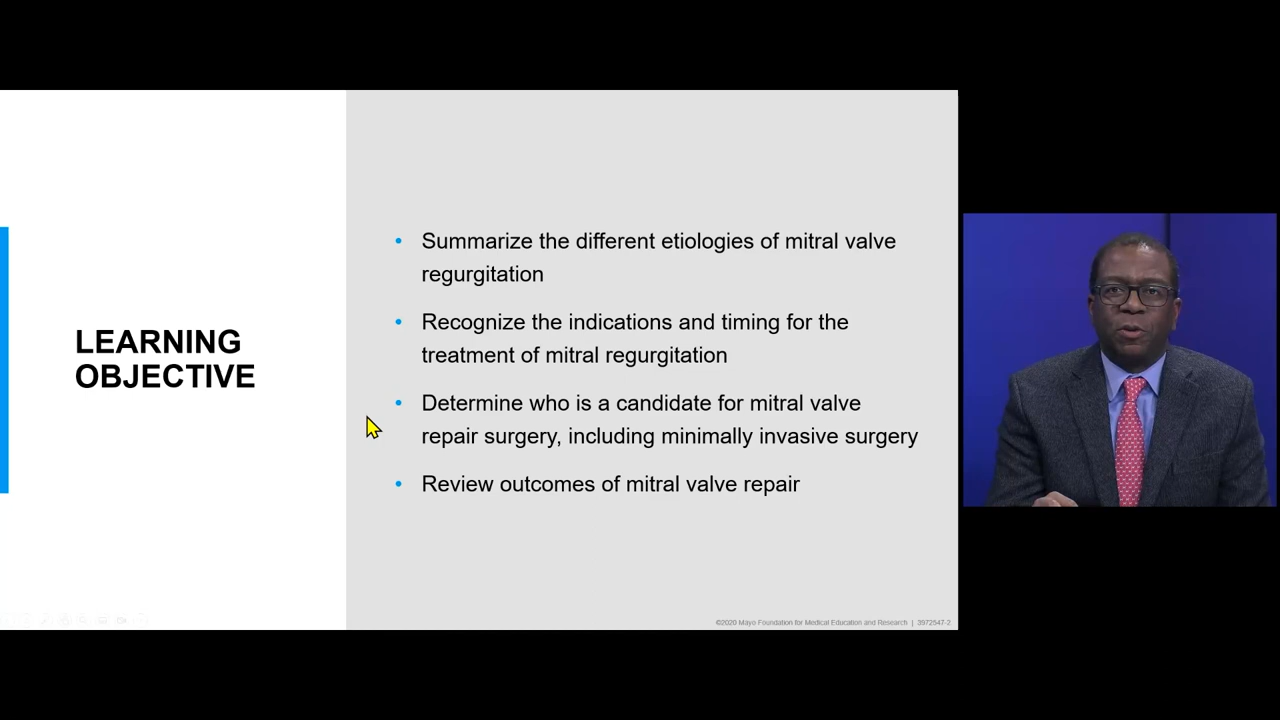 LEARNING
OBJECTIVE
• Summarize the different etiologies of mitral valve
regurgitation
• Recognize the indications and timing for the
treatment of mitral regurgitation
• Determine who is a candidate for mitral valve
repair surgery, including minimally invasive surgery
• Review outcomes of mitral valve repair
©2020 Mayo Foundation for Medical Education and Research | 3972547-2